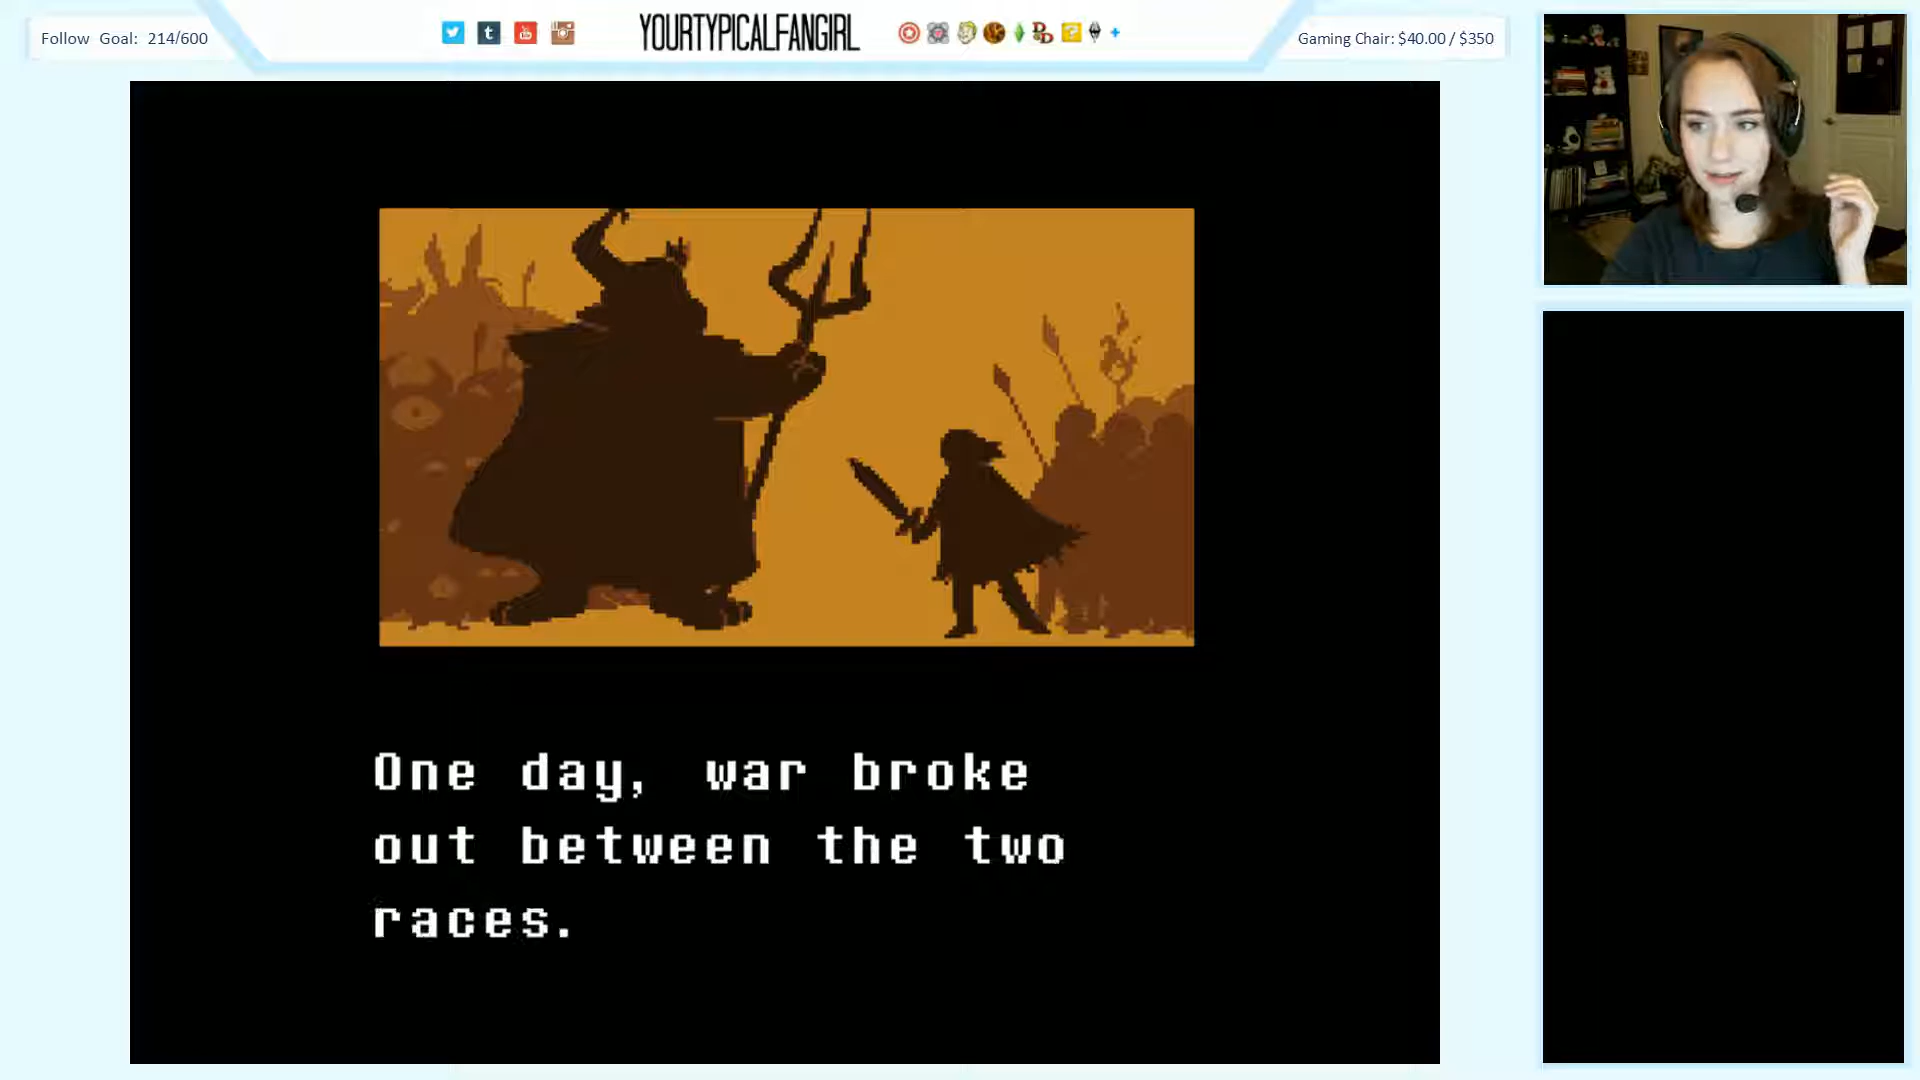 Follow Goal: 214/600
YOURTYPICALFANGIRL
Gaming Chair: $40.00 / $350
One day, war broke
out between the two
races.